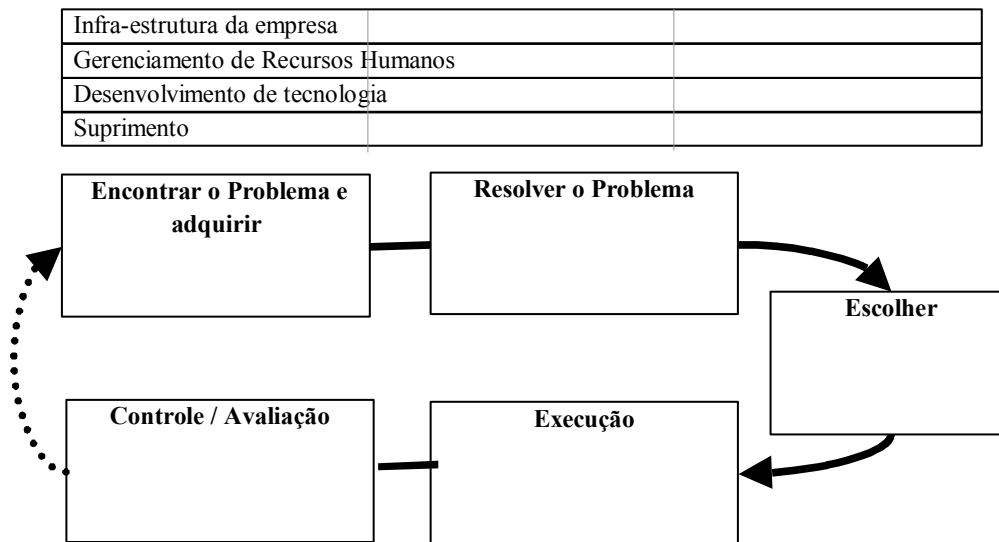 Infra-estrutura da empresa
Gerenciamento de Recursos Humanos
Desenvolvimento de tecnologia
Suprimento
Encontrar o Problema e
adquirir
Resolver o Problema
Escolher
Controle / Avaliação
Execução